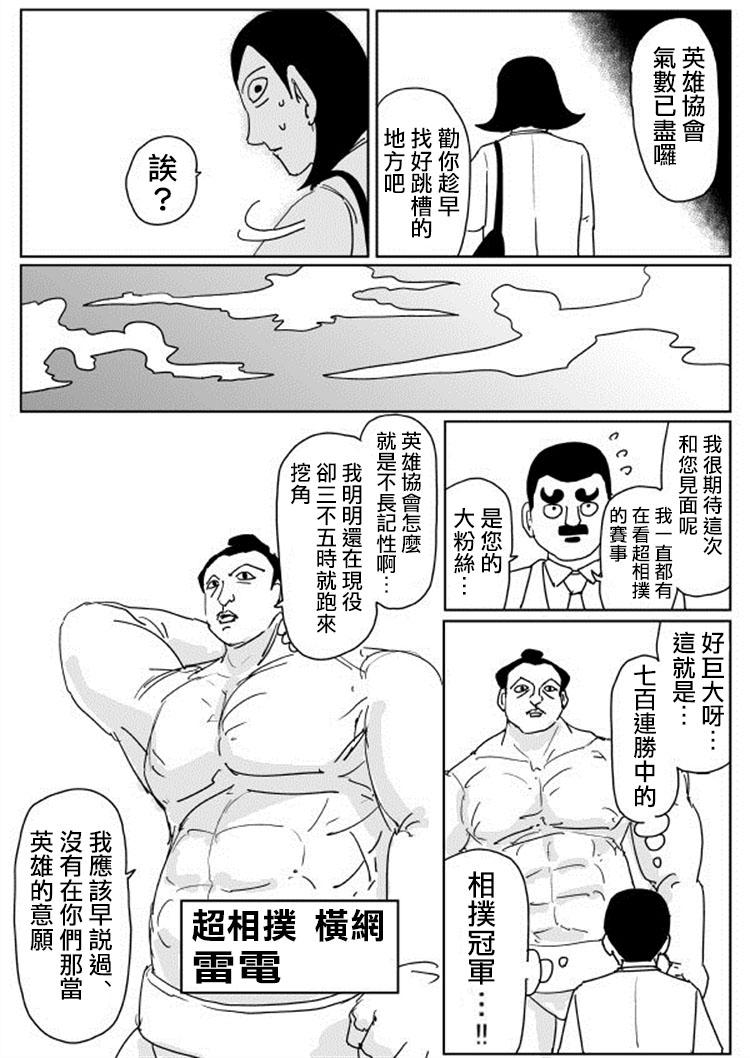 英雄協會
氣數已盡囉
勸你趁早
找好跳槽的
地方吧
誒？
我很期待這次
和您見面呢
我一直都有
在看超相撲
的賽事
是您的
大粉絲…
好巨大呀…
這就是…
七百連勝中的
相撲冠軍…!!
英雄協會怎麼
就是不長記性啊…
我明明還在現役
卻三不五時就跑來
挖角
超相撲 橫網
雷電
我應該早說過、
沒有在你們那當
英雄的意願